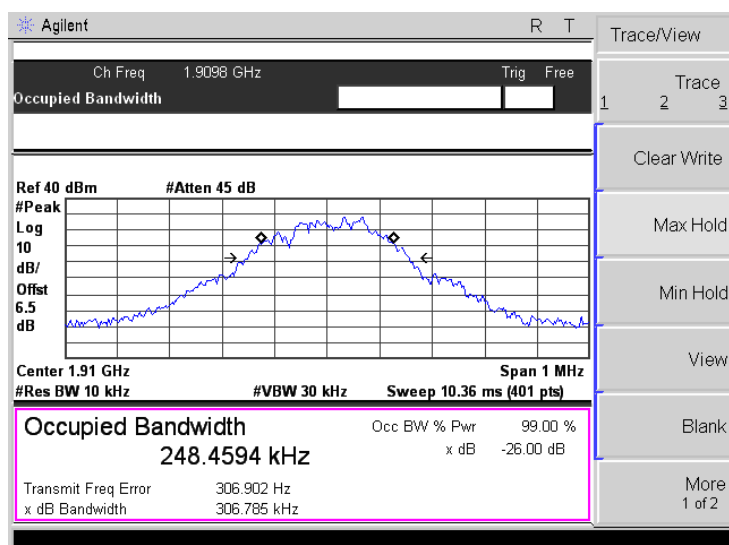 Agilent R T
Trace/View
Ch Freq 1.9098 GHz Trig Free
Occupied Bandwidth
Trace
1 2 3
Clear Write
Ref 40 dBm #Atten 45 dB
#Peak
Log
10
dB/
Offst
6.5
dB
Max Hold
Min Hold
View
Center 1.91 GHz Span 1 MHz
#Res BW 10 kHz #VBW 30 kHz Sweep 10.36 ms (401 pts)
Occupied Bandwidth
248.4594 kHz
Occ BW % Pwr 99.00 %
x dB -26.00 dB
Transmit Freq Error 306.902 Hz
x dB Bandwidth 306.785 kHz
Blank
More
1 of 2